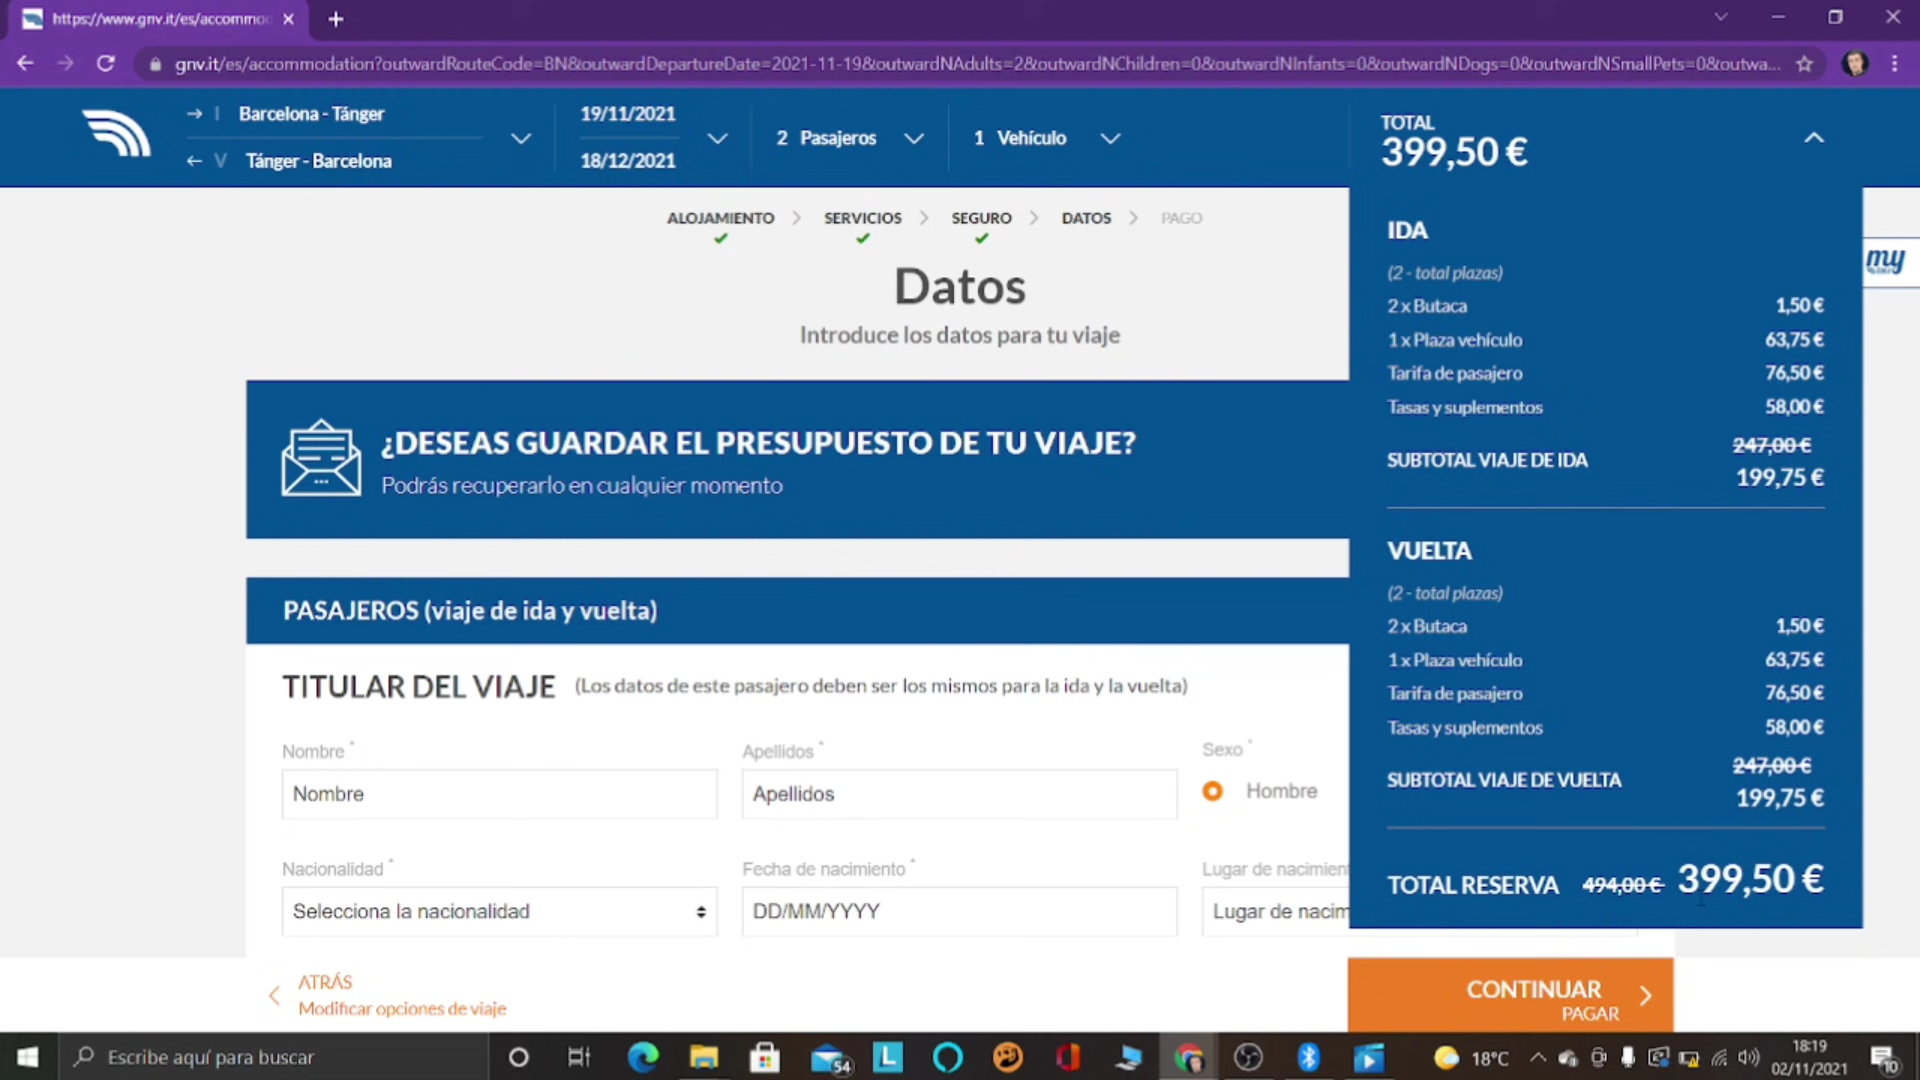 https://www.gnv.it/es/accommo
gnv.it/es/accommodation?outwardRouteCode=BN&outwardDepartureDate=2021-11-19&outwardNAdults=2&outwardNChildren=0&outwardNInfants=0&outwardNDogs=0&outwardNSmallPets=0&outwa...
I Barcelona - Tánger
V Tánger - Barcelona
19/11/2021
18/12/2021
2 Pasajeros
1 Vehículo
TOTAL
399,50 €
ALOJAMIENTO SERVICIOS SEGURO DATOS PAGO
Datos
Introduce los datos para tu viaje
¿DESEAS GUARDAR EL PRESUPUESTO DE TU VIAJE?
Podrás recuperarlo en cualquier momento
PASAJEROS (viaje de ida y vuelta)
TITULAR DEL VIAJE (Los datos de este pasajero deben ser los mismos para la ida y la vuelta)
Nombre * Apellidos * Sexo *
Nombre Apellidos Hombre
Nacionalidad * Fecha de nacimiento * Lugar de nacimien
Selecciona la nacionalidad DD/MM/YYYY Lugar de nacim
ATRÁS
Modificar opciones de viaje
IDA
(2 - total plazas)
2 x Butaca 1,50 €
1 x Plaza vehículo 63,75 €
Tarifa de pasajero 76,50 €
Tasas y suplementos 58,00 €
247,00 €
SUBTOTAL VIAJE DE IDA
199,75 €
VUELTA
(2 - total plazas)
2 x Butaca 1,50 €
1 x Plaza vehículo 63,75 €
Tarifa de pasajero 76,50 €
Tasas y suplementos 58,00 €
247,00 €
SUBTOTAL VIAJE DE VUELTA
199,75 €
TOTAL RESERVA 494,00 € 399,50 €
CONTINUAR
PAGAR
my
Escribe aquí para buscar
54
L
18°C
18:19
02/11/2021
10